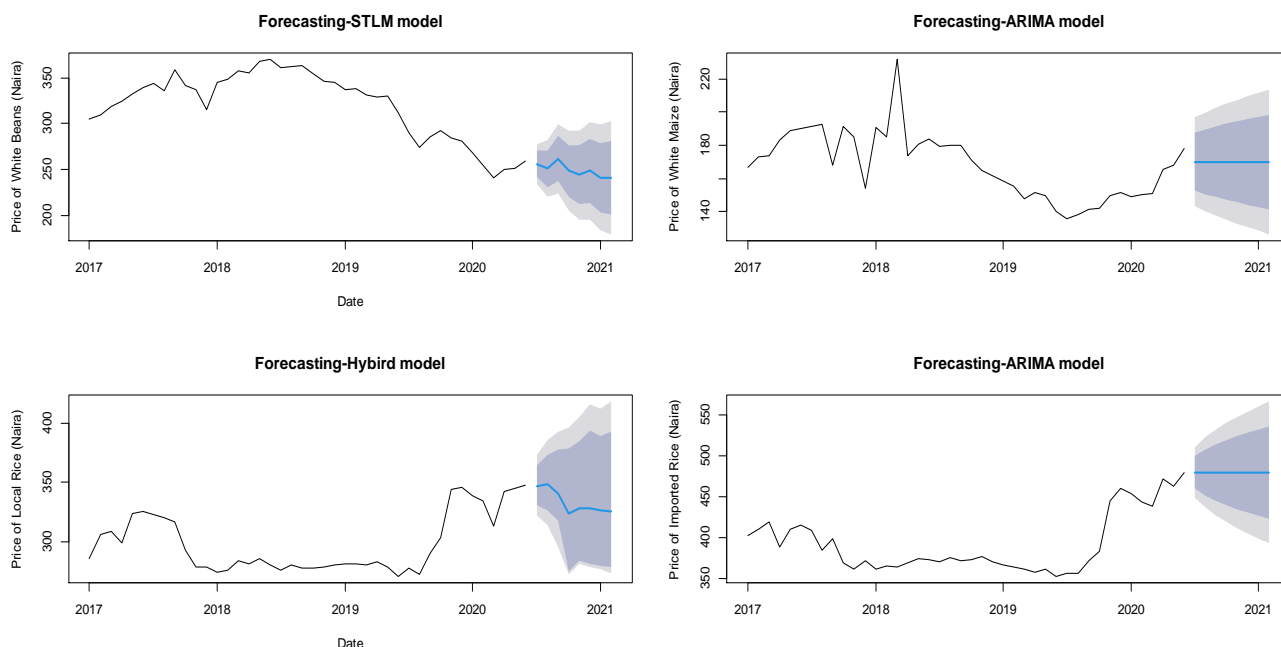 Forecasting-STLM model
Price of White Beans (Naira)
350
300
250
200
2017 2018 2019 2020 2021
Date
Forecasting-ARIMA model
Price of White Maize (Naira)
220
180
140
2017 2018 2019 2020 2021
Forecasting-Hybird model
Price of Local Rice (Naira)
400
350
300
2017 2018 2019 2020 2021
Date
Forecasting-ARIMA model
Price of Imported Rice (Naira)
550
500
450
400
350
2017 2018 2019 2020 2021